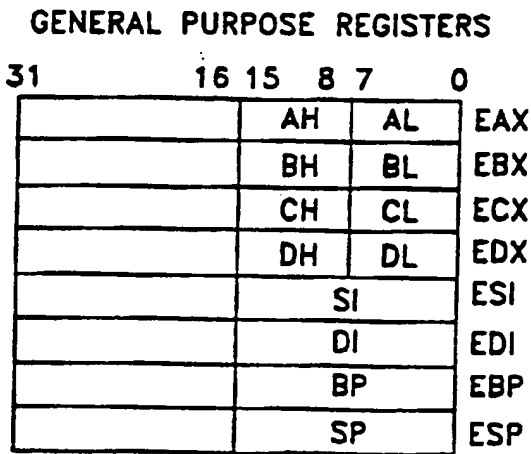 GENERAL PURPOSE REGISTERS
31 16 15 8 7 0
AH AL EAX
BH BL EBX
CH CL ECX
DH DL EDX
SI ESI
DI EDI
BP EBP
SP ESP